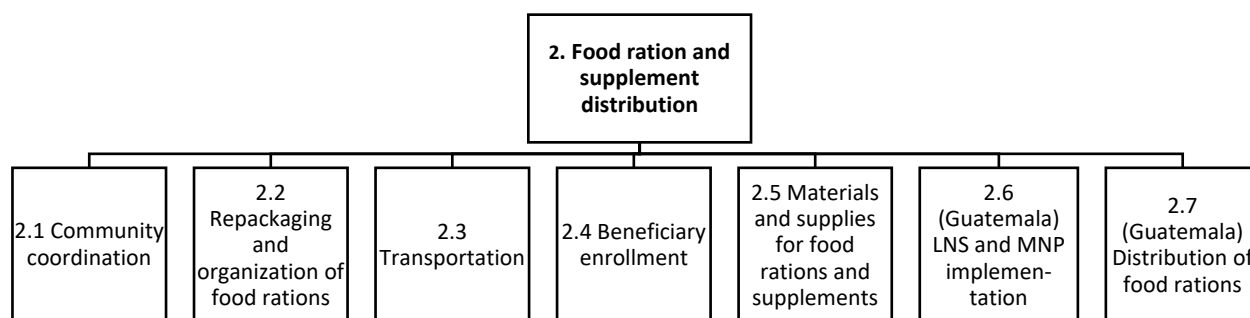 2. Food ration and
supplement
distribution
2.1 Community
coordination
2.2
Repackaging
and
organization of
food rations
2.3
Transportation
2.4 Beneficiary
enrollment
2.5 Materials
and supplies
for food
rations and
supplements
2.6
(Guatemala)
LNS and MNP
implemen-
tation
2.7
(Guatemala)
Distribution of
food rations